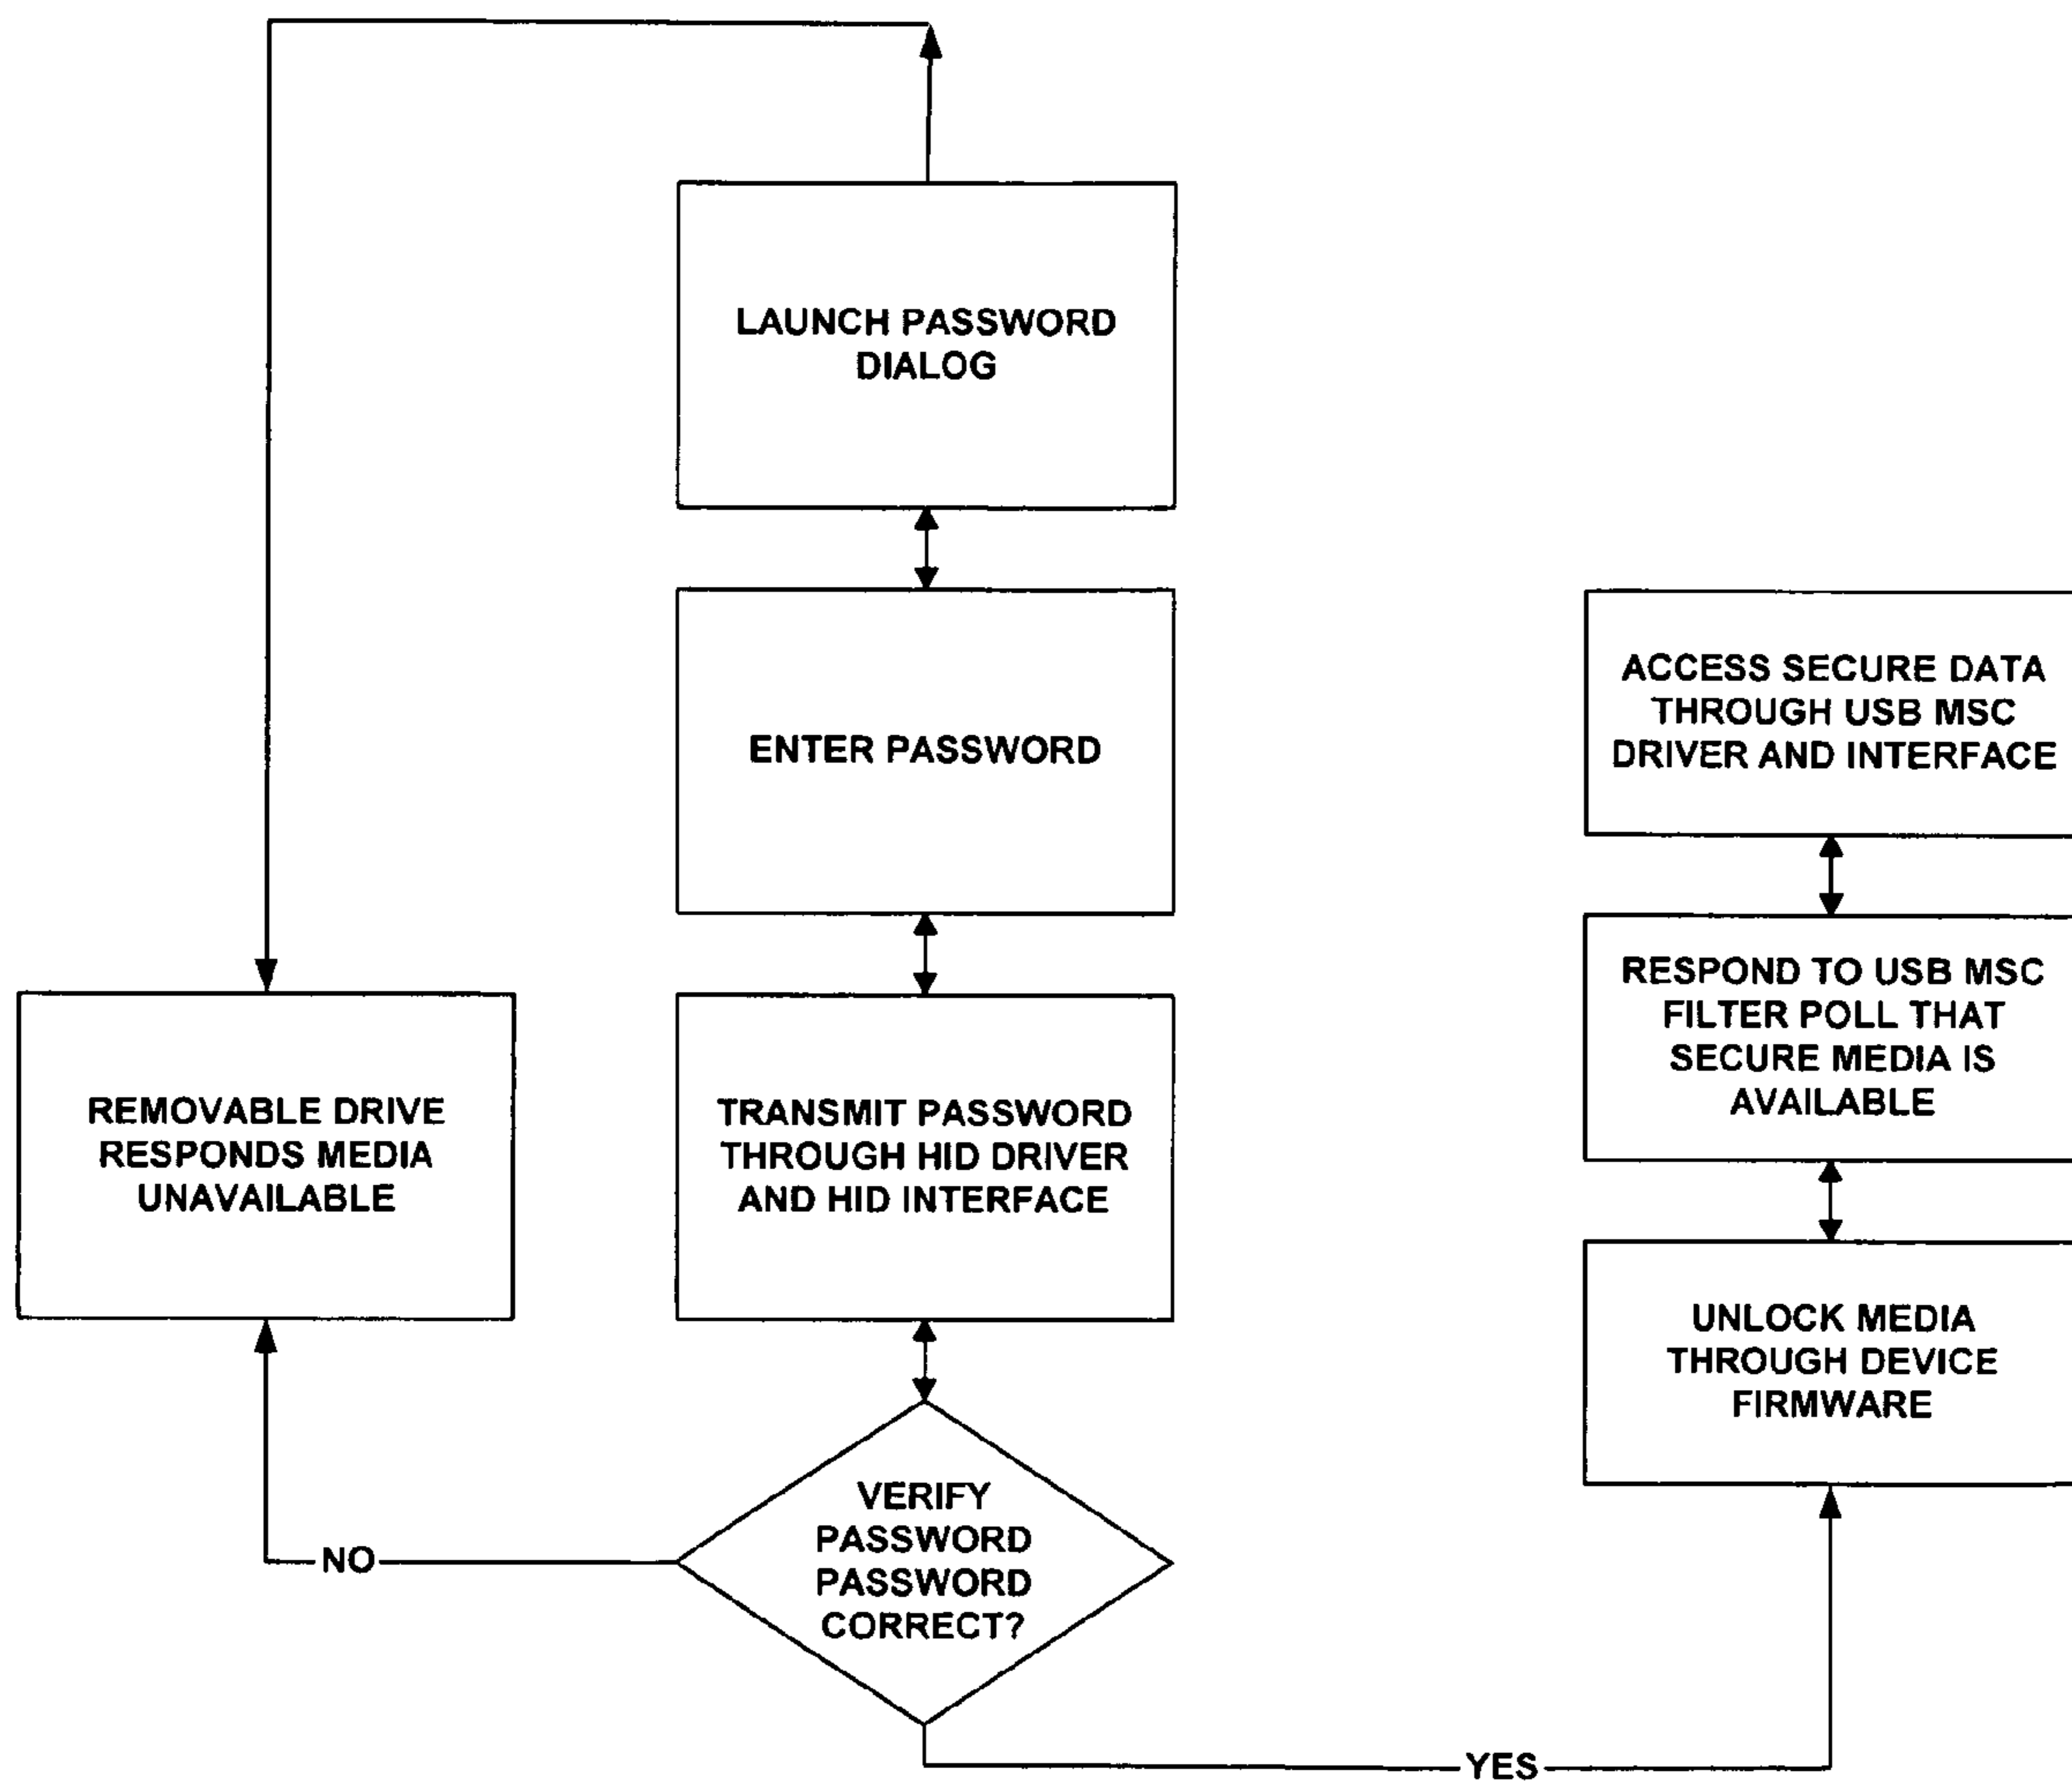 LAUNCH PASSWORD
DIALOG
ENTER PASSWORD
TRANSMIT PASSWORD
THROUGH HID DRIVER
AND HID INTERFACE
VERIFY
PASSWORD
PASSWORD
CORRECT?
NO
REMOVABLE DRIVE
RESPONDS MEDIA
UNAVAILABLE
YES
UNLOCK MEDIA
THROUGH DEVICE
FIRMWARE
RESPOND TO USB MSC
FILTER POLL THAT
SECURE MEDIA IS
AVAILABLE
ACCESS SECURE DATA
THROUGH USB MSC
DRIVER AND INTERFACE